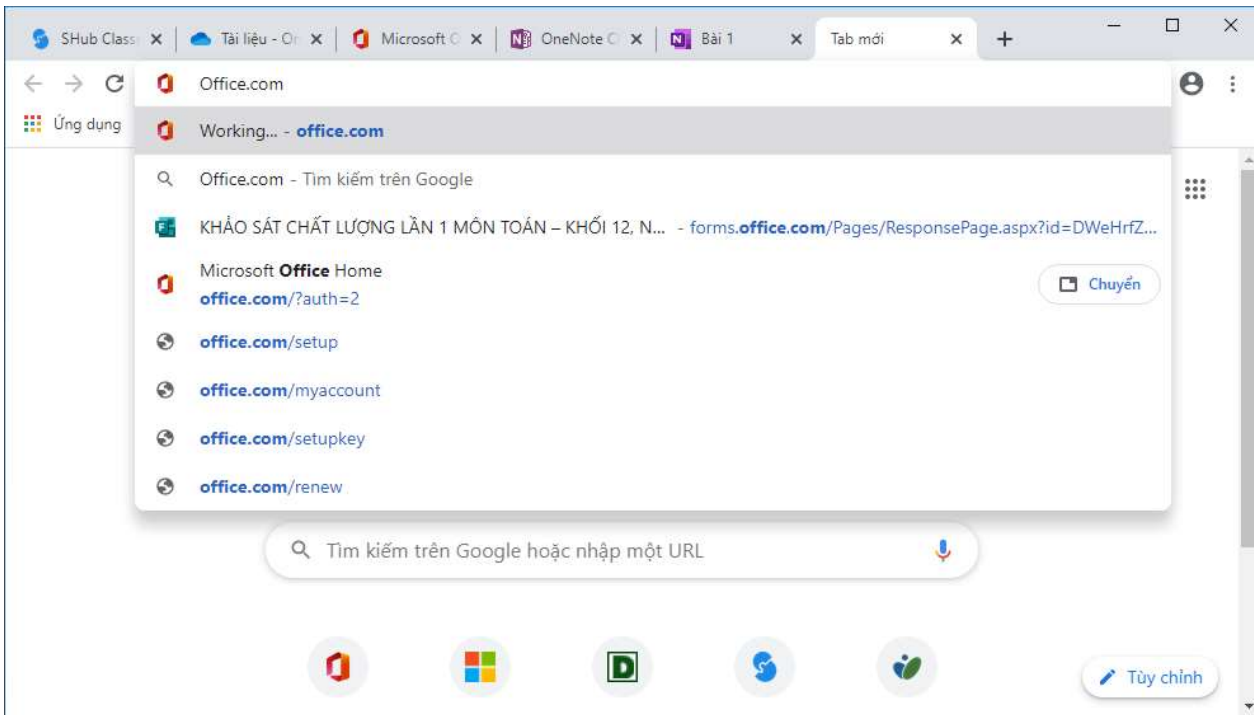 SHub Class
Tài liệu - On
Microsoft O
OneNote C
Bài 1
Tab mới
Office.com
Ứng dụng
Working... - office.com
Office.com - Tìm kiếm trên Google
KHẢO SÁT CHẤT LƯỢNG LẦN 1 MÔN TOÁN – KHỐI 12, N... - forms.office.com/Pages/ResponsePage.aspx?id=DWeHrfZ...
Microsoft Office Home
office.com/?auth=2
Chuyển
office.com/setup
office.com/myaccount
office.com/setupkey
office.com/renew
Tìm kiếm trên Google hoặc nhập một URL
Tùy chỉnh